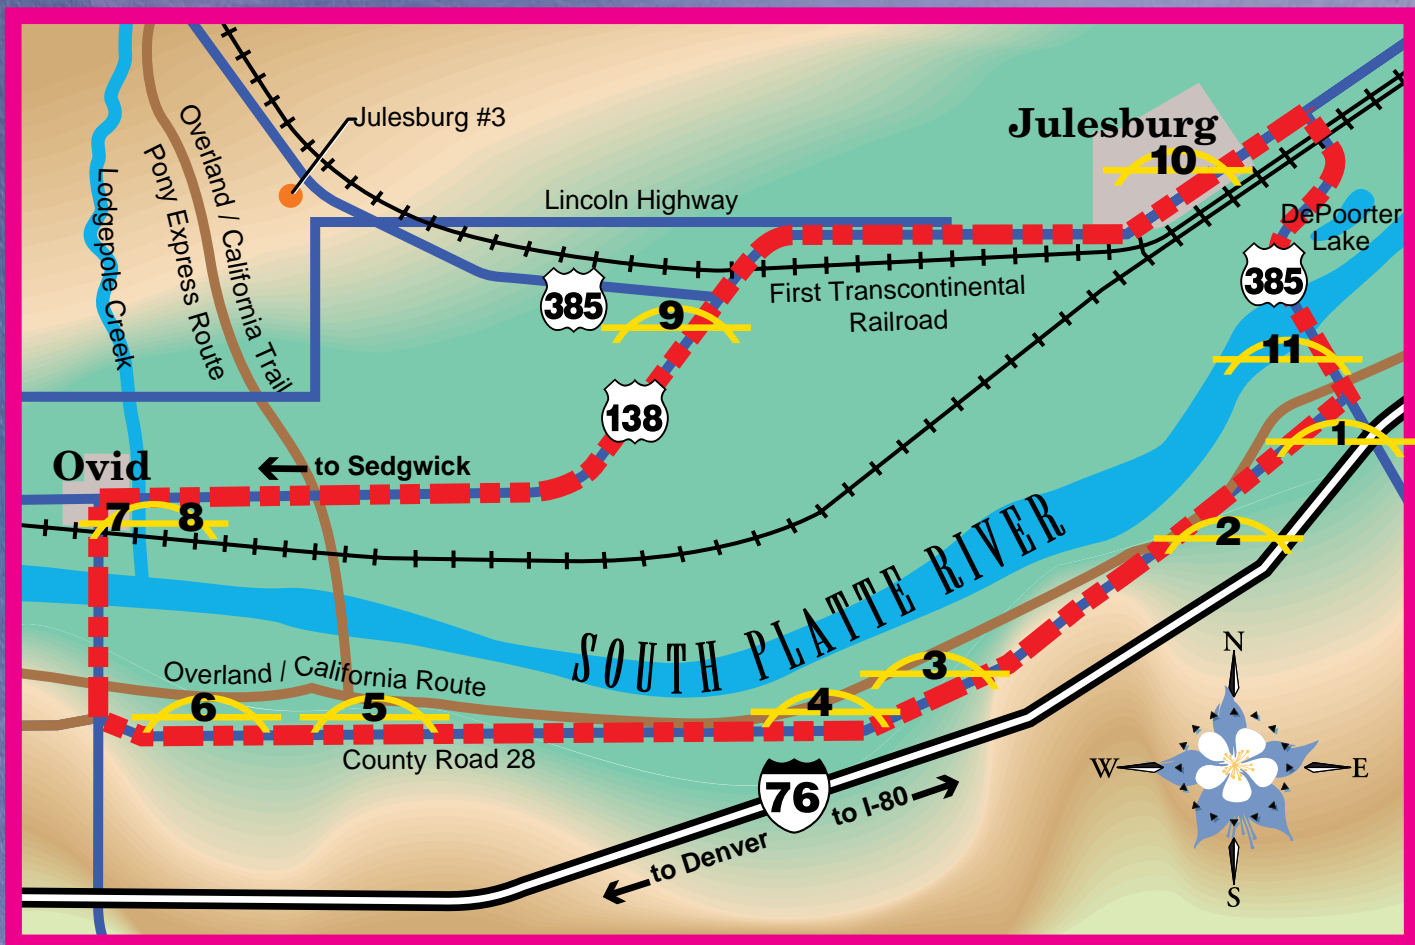 Julesburg #3
Julesburg
10
Overland / California Trail
Pony Express Route
Lodgepole Creek
Lincoln Highway
DePoorter
Lake
385
385
First Transcontinental
Railroad
9
11
138
1
Ovid
to Sedgwick
7
8
2
SOUTH PLATTE RIVER
Overland / California Route
3
4
5
6
County Road 28
76
to I-80
to Denver
N
W
E
S